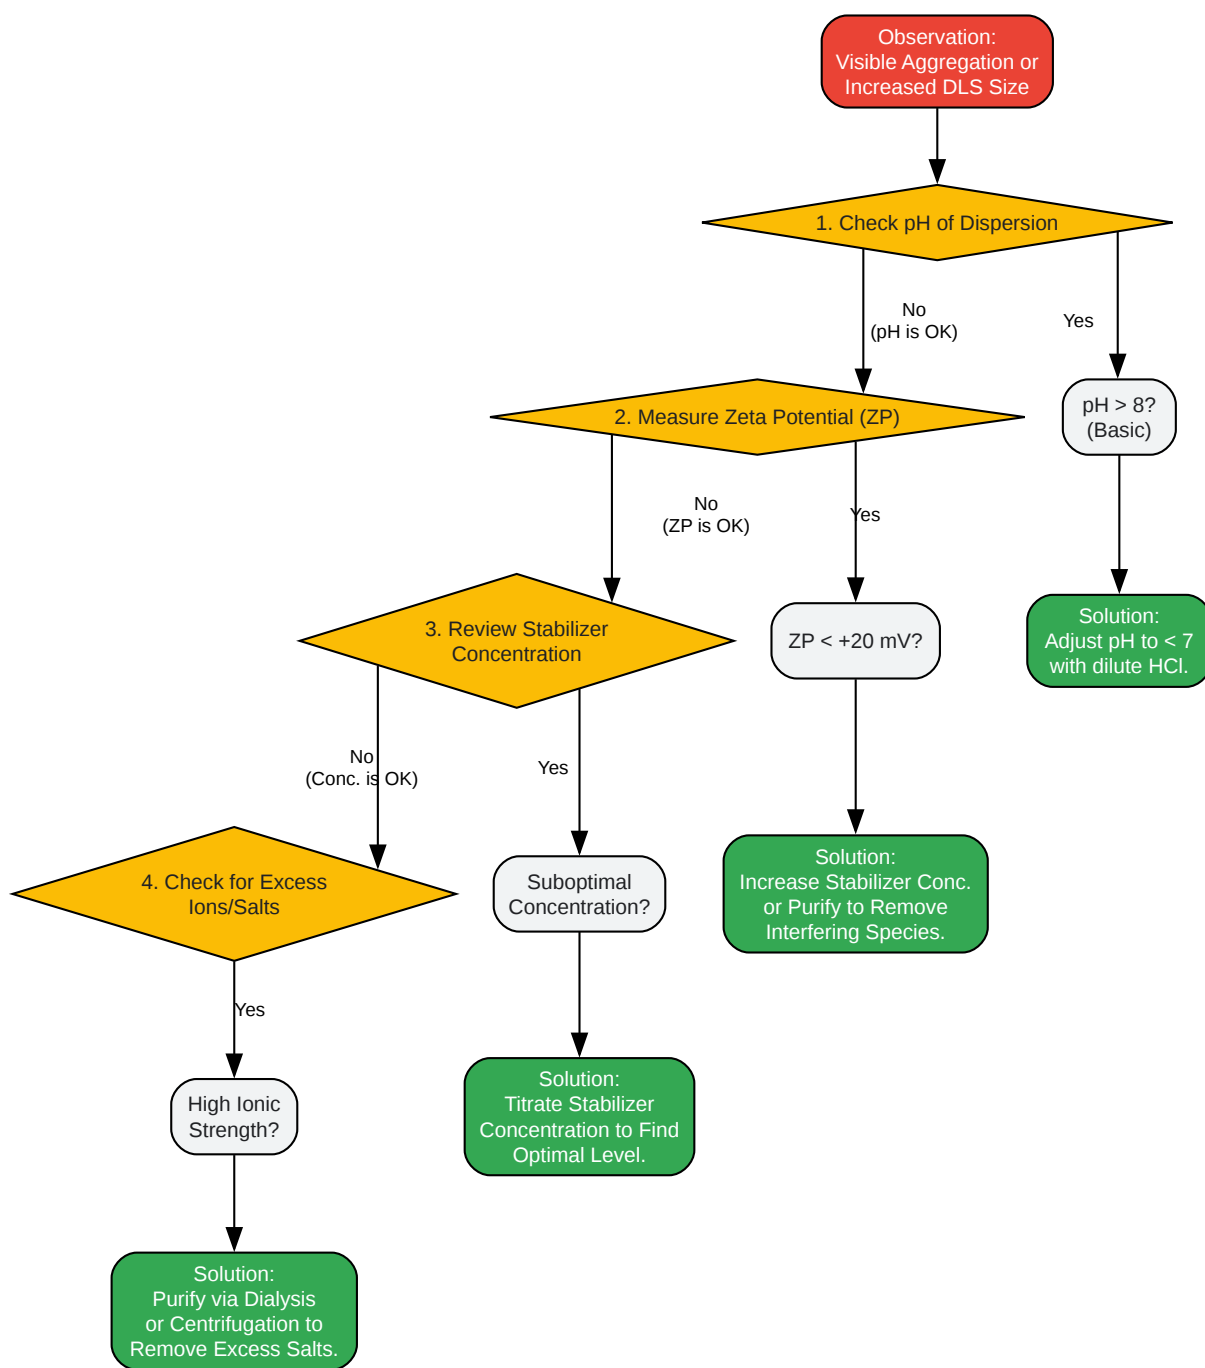 Observation:
Visible Aggregation or
Increased DLS Size
1. Check pH of Dispersion
No
(pH is OK)
Yes
2. Measure Zeta Potential (ZP)
pH > 8?
(Basic)
No
(ZP is OK)
Yes
3. Review Stabilizer
Concentration
ZP < +20 mV?
Solution:
Adjust pH to < 7
with dilute HCl.
No
(Conc. is OK)
Yes
4. Check for Excess
Ions/Salts
Suboptimal
Concentration?
Solution:
Increase Stabilizer Conc.
or Purify to Remove
Interfering Species.
Yes
High Ionic
Strength?
Solution:
Titrate Stabilizer
Concentration to Find
Optimal Level.
Solution:
Purify via Dialysis
or Centrifugation to
Remove Excess Salts.